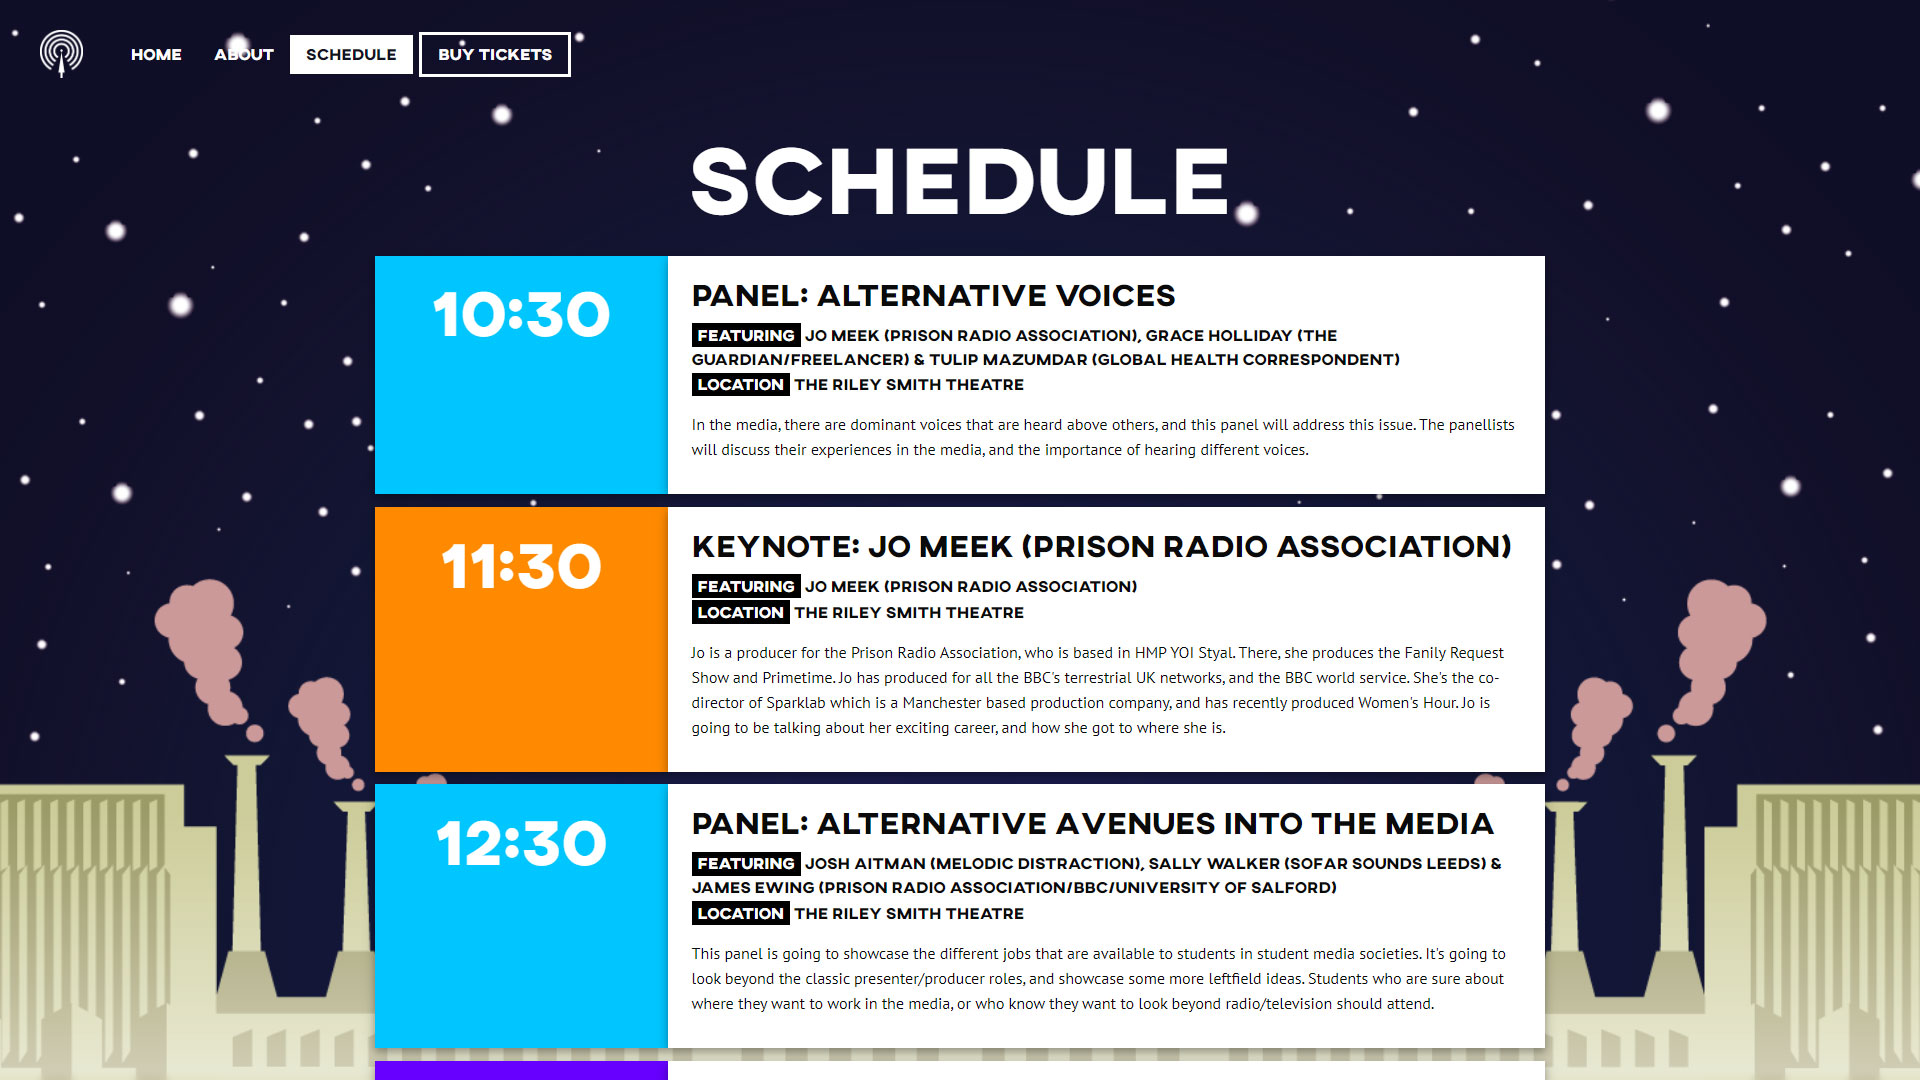 HOME ABOUT SCHEDULE BUY TICKETS
SCHEDULE
10:30
PANEL: ALTERNATIVE VOICES
FEATURING JO MEEK (PRISON RADIO ASSOCIATION), GRACE HOLLIDAY (THE
GUARDIAN/FREELANCER) & TULIP MAZUMDAR (GLOBAL HEALTH CORRESPONDENT)
LOCATION THE RILEY SMITH THEATRE
In the media, there are dominant voices that are heard above others, and this panel will address this issue. The panellists
will discuss their experiences in the media, and the importance of hearing different voices.
11:30
KEYNOTE: JO MEEK (PRISON RADIO ASSOCIATION)
FEATURING JO MEEK (PRISON RADIO ASSOCIATION)
LOCATION THE RILEY SMITH THEATRE
Jo is a producer for the Prison Radio Association, who is based in HMP YOI Styal. There, she produces the Fanily Request
Show and Primetime. Jo has produced for all the BBC's terrestrial UK networks, and the BBC world service. She's the co-
director of Sparklab which is a Manchester based production company, and has recently produced Women's Hour. Jo is
going to be talking about her exciting career, and how she got to where she is.
12:30
PANEL: ALTERNATIVE AVENUES INTO THE MEDIA
FEATURING JOSH AITMAN (MELODIC DISTRACTION), SALLY WALKER (SOFAR SOUNDS LEEDS) &
JAMES EWING (PRISON RADIO ASSOCIATION/BBC/UNIVERSITY OF SALFORD)
LOCATION THE RILEY SMITH THEATRE
This panel is going to showcase the different jobs that are available to students in student media societies. It's going to
look beyond the classic presenter/producer roles, and showcase some more leftfield ideas. Students who are sure about
where they want to work in the media, or who know they want to look beyond radio/television should attend.